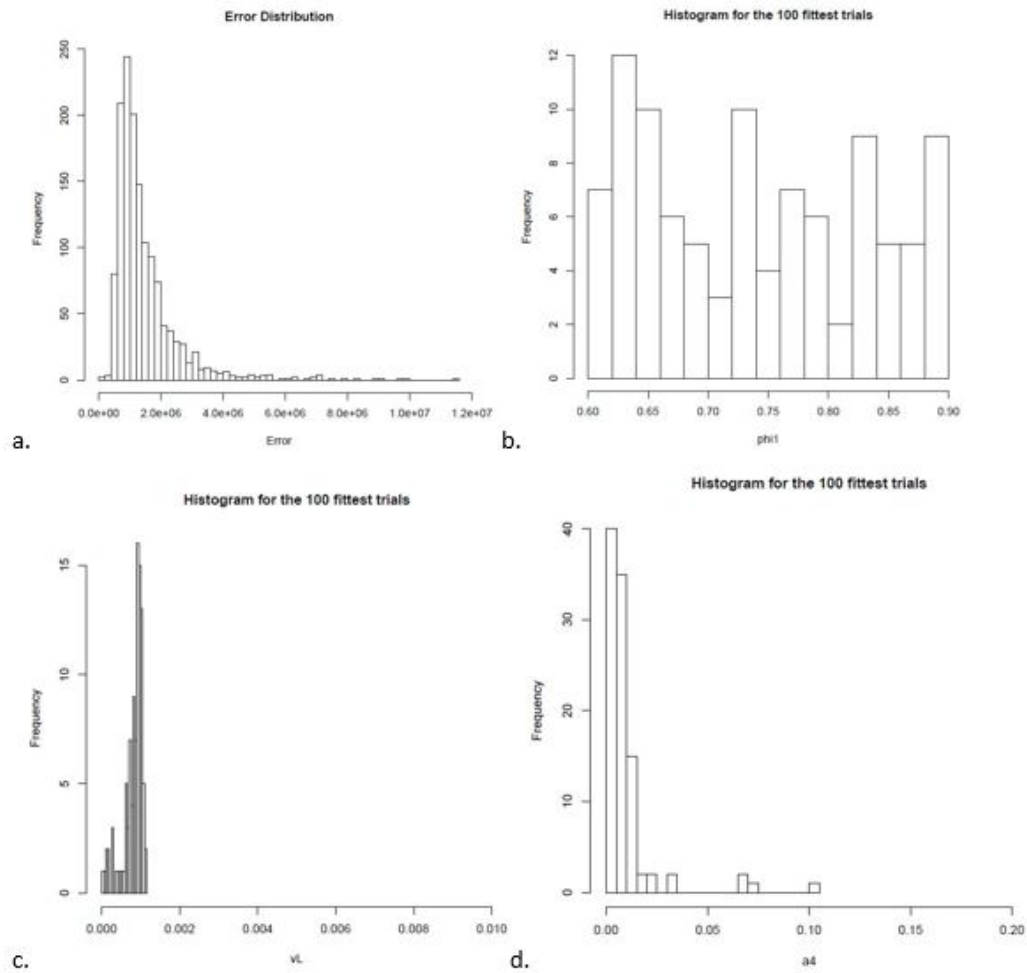 Error Distribution
Frequency
0 50 100 150 200 250
0.0e+00 2.0e+06 4.0e+06 6.0e+06 8.0e+06 1.0e+07 1.2e+07
Error
a.
Histogram for the 100 fittest trials
Frequency
0 2 4 6 8 10 12
0.60 0.65 0.70 0.75 0.80 0.85 0.90
phi1
b.
Histogram for the 100 fittest trials
Frequency
0 5 10 15
0.000 0.002 0.004 0.006 0.008 0.010
vL
c.
Histogram for the 100 fittest trials
Frequency
0 10 20 30 40
0.00 0.05 0.10 0.15 0.20
a4
d.